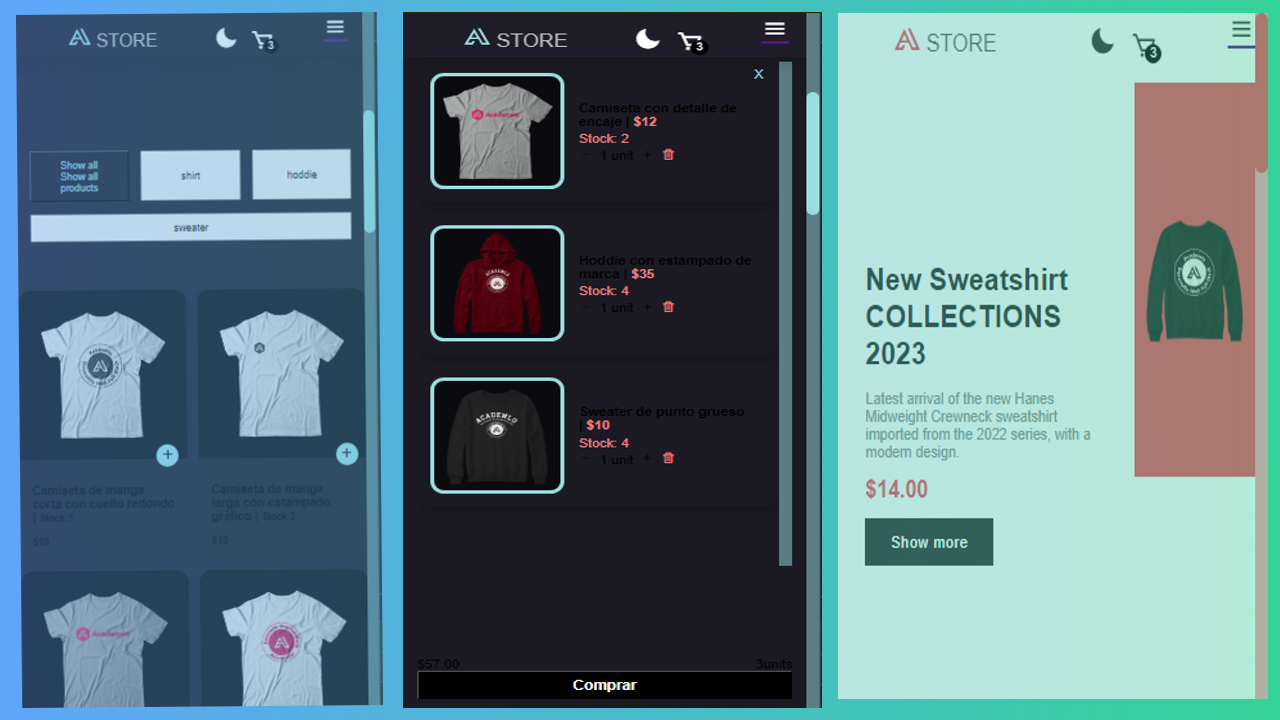 STORE
3
Show all
Show all
products
shirt
hoddie
sweater
+
+
Camiseta de manga
corta con cuello redondo
| Stock 5
$10
Camiseta de manga
larga con estampado
gráfico | Stock 3
$15
Academlo
STORE
3
X
Academlo
Camiseta con detalle de
encaje | $12
Stock: 2
− 1 unit +
Hoddie con estampado de
marca | $35
Stock: 4
− 1 unit +
ACADEMLO
Sweater de punto grueso
| $10
Stock: 4
− 1 unit +
$57.00
3units
Comprar
STORE
3
New Sweatshirt
COLLECTIONS
2023
Latest arrival of the new Hanes
Midweight Crewneck sweatshirt
imported from the 2022 series, with a
modern design.
$14.00
Show more